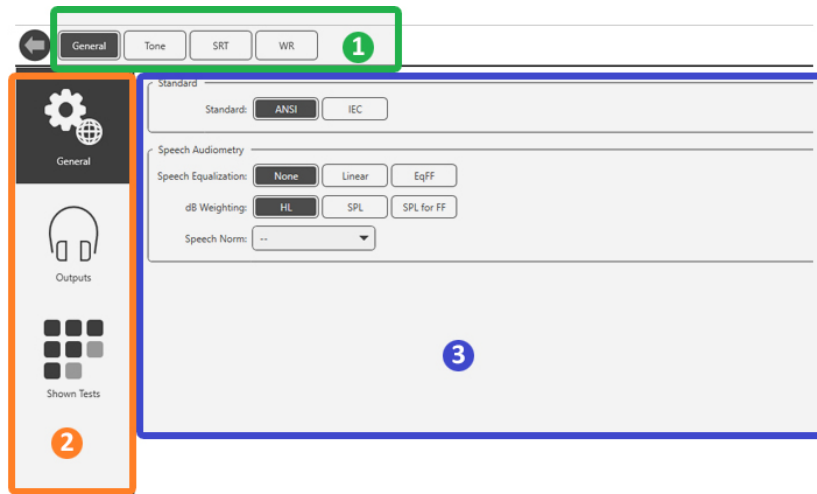 General Tone SRT WR 1
Standard
Standard: ANSI IEC
General
Speech Audiometry
Speech Equalization: None Linear EqFF
dB Weighting: HL SPL SPL for FF
Speech Norm: --
Outputs
Shown Tests
3
2